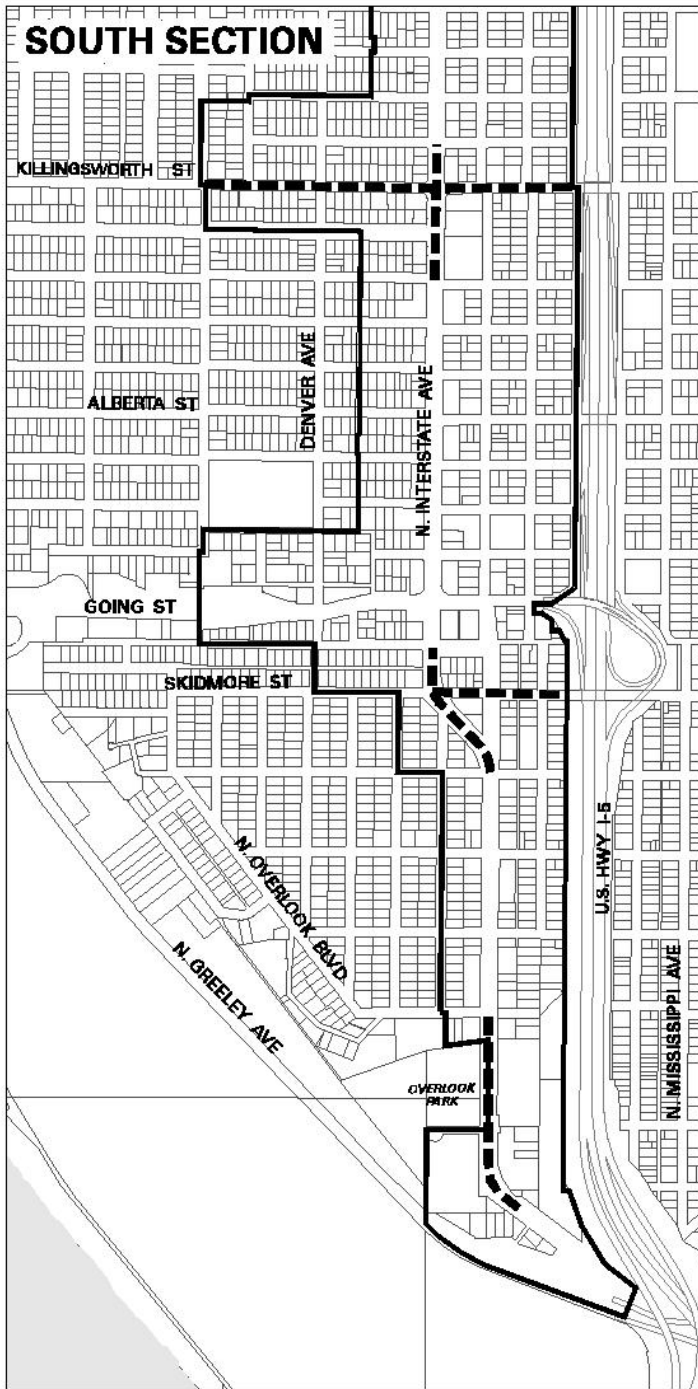 SOUTH SECTION
KILLINGSWORTH ST
DENVER AVE
N. INTERSTATE AVE
ALBERTA ST
GOING ST
SKIDMORE ST
U.S. HWY I-5
N. OVERLOOK BLVD
N. GREELEY AVE
N. MISSISSIPPI AVE
OVERLOOK
PARK